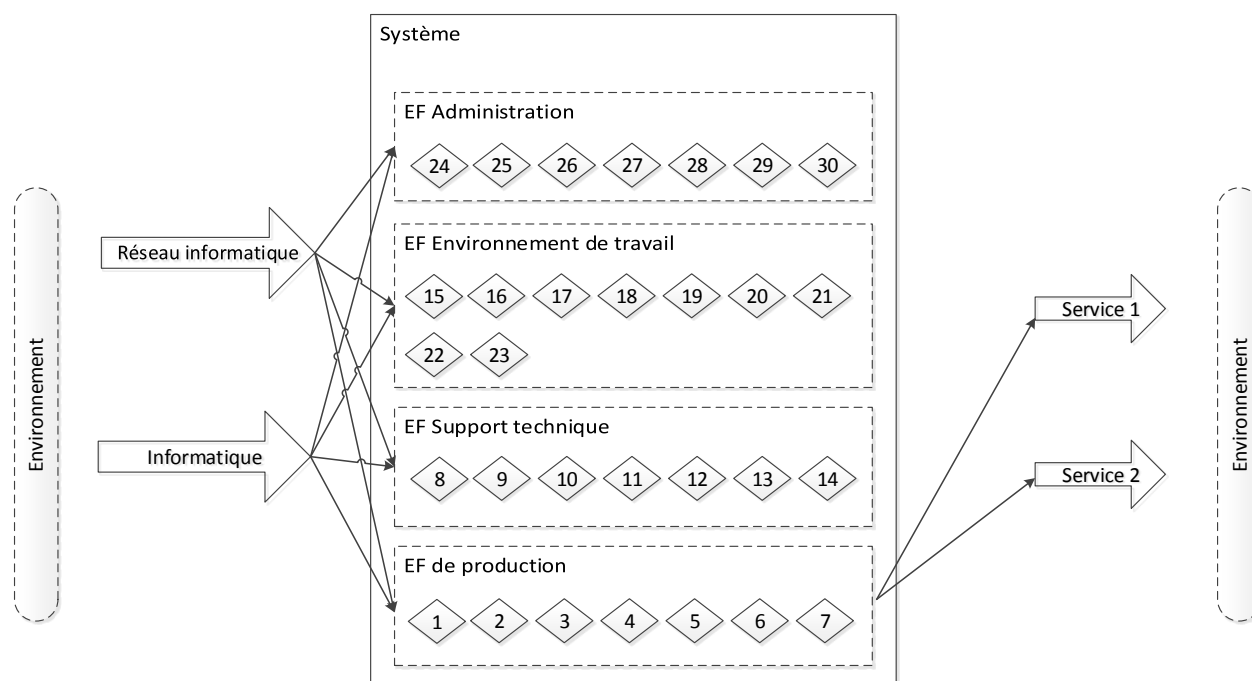 Système
EF Administration
24 25 26 27 28 29 30
EF Environnement de travail
15 16 17 18 19 20 21
22 23
EF Support technique
8 9 10 11 12 13 14
EF de production
1 2 3 4 5 6 7
Environnement
Réseau informatique
Informatique
Service 1
Service 2
Environnement